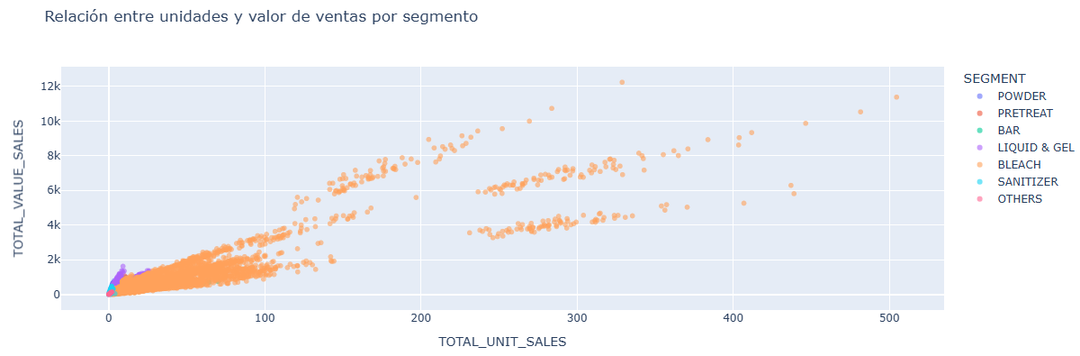 Relación entre unidades y valor de ventas por segmento
TOTAL_VALUE_SALES
12k
10k
8k
6k
4k
2k
0
0
100
200
300
400
500
TOTAL_UNIT_SALES
SEGMENT
POWDER
PRETREAT
BAR
LIQUID & GEL
BLEACH
SANITIZER
OTHERS